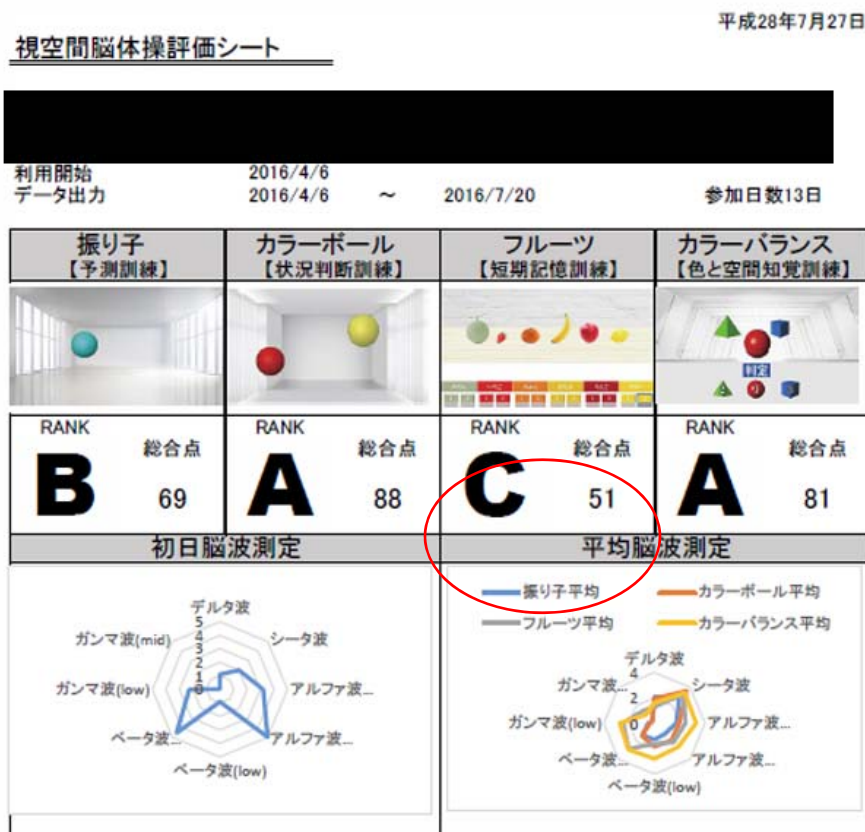 平成28年7月27日
視空間脳体操評価シート
利用開始 2016/4/6
データ出力 2016/4/6 ～ 2016/7/20 参加日数13日
振り子 カラーボール フルーツ カラーバランス
【予測訓練】 【状況判断訓練】 【短期記憶訓練】 【色と空間知覚訓練】
判定
RANK RANK RANK RANK
総合点 総合点 総合点 総合点
B 69 A 88 C 51 A 81
初日脳波測定 平均脳波測定
デルタ波
シータ波
アルファ波...
アルファ波...
ベータ波(low)
ベータ波...
ガンマ波(low)
ガンマ波(mid)
5
4
3
2
1
0
振り子平均 カラーボール平均
フルーツ平均 カラーバランス平均
デルタ波
シータ波
アルファ波...
アルファ波...
ベータ波(low)
ベータ波...
ガンマ波(low)
ガンマ波...
4
2
0